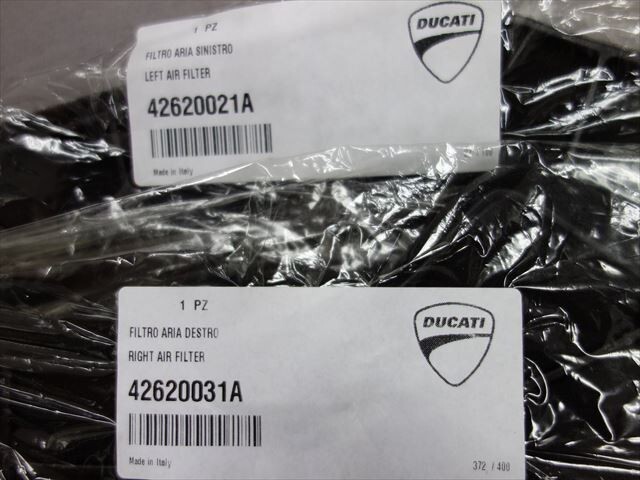 1 PZ
DUCATI
FILTRO ARIA SINISTRO
LEFT AIR FILTER
42620021A
Made in Italy
1 PZ
DUCATI
FILTRO ARIA DESTRO
RIGHT AIR FILTER
42620031A
Made in Italy
372 / 400